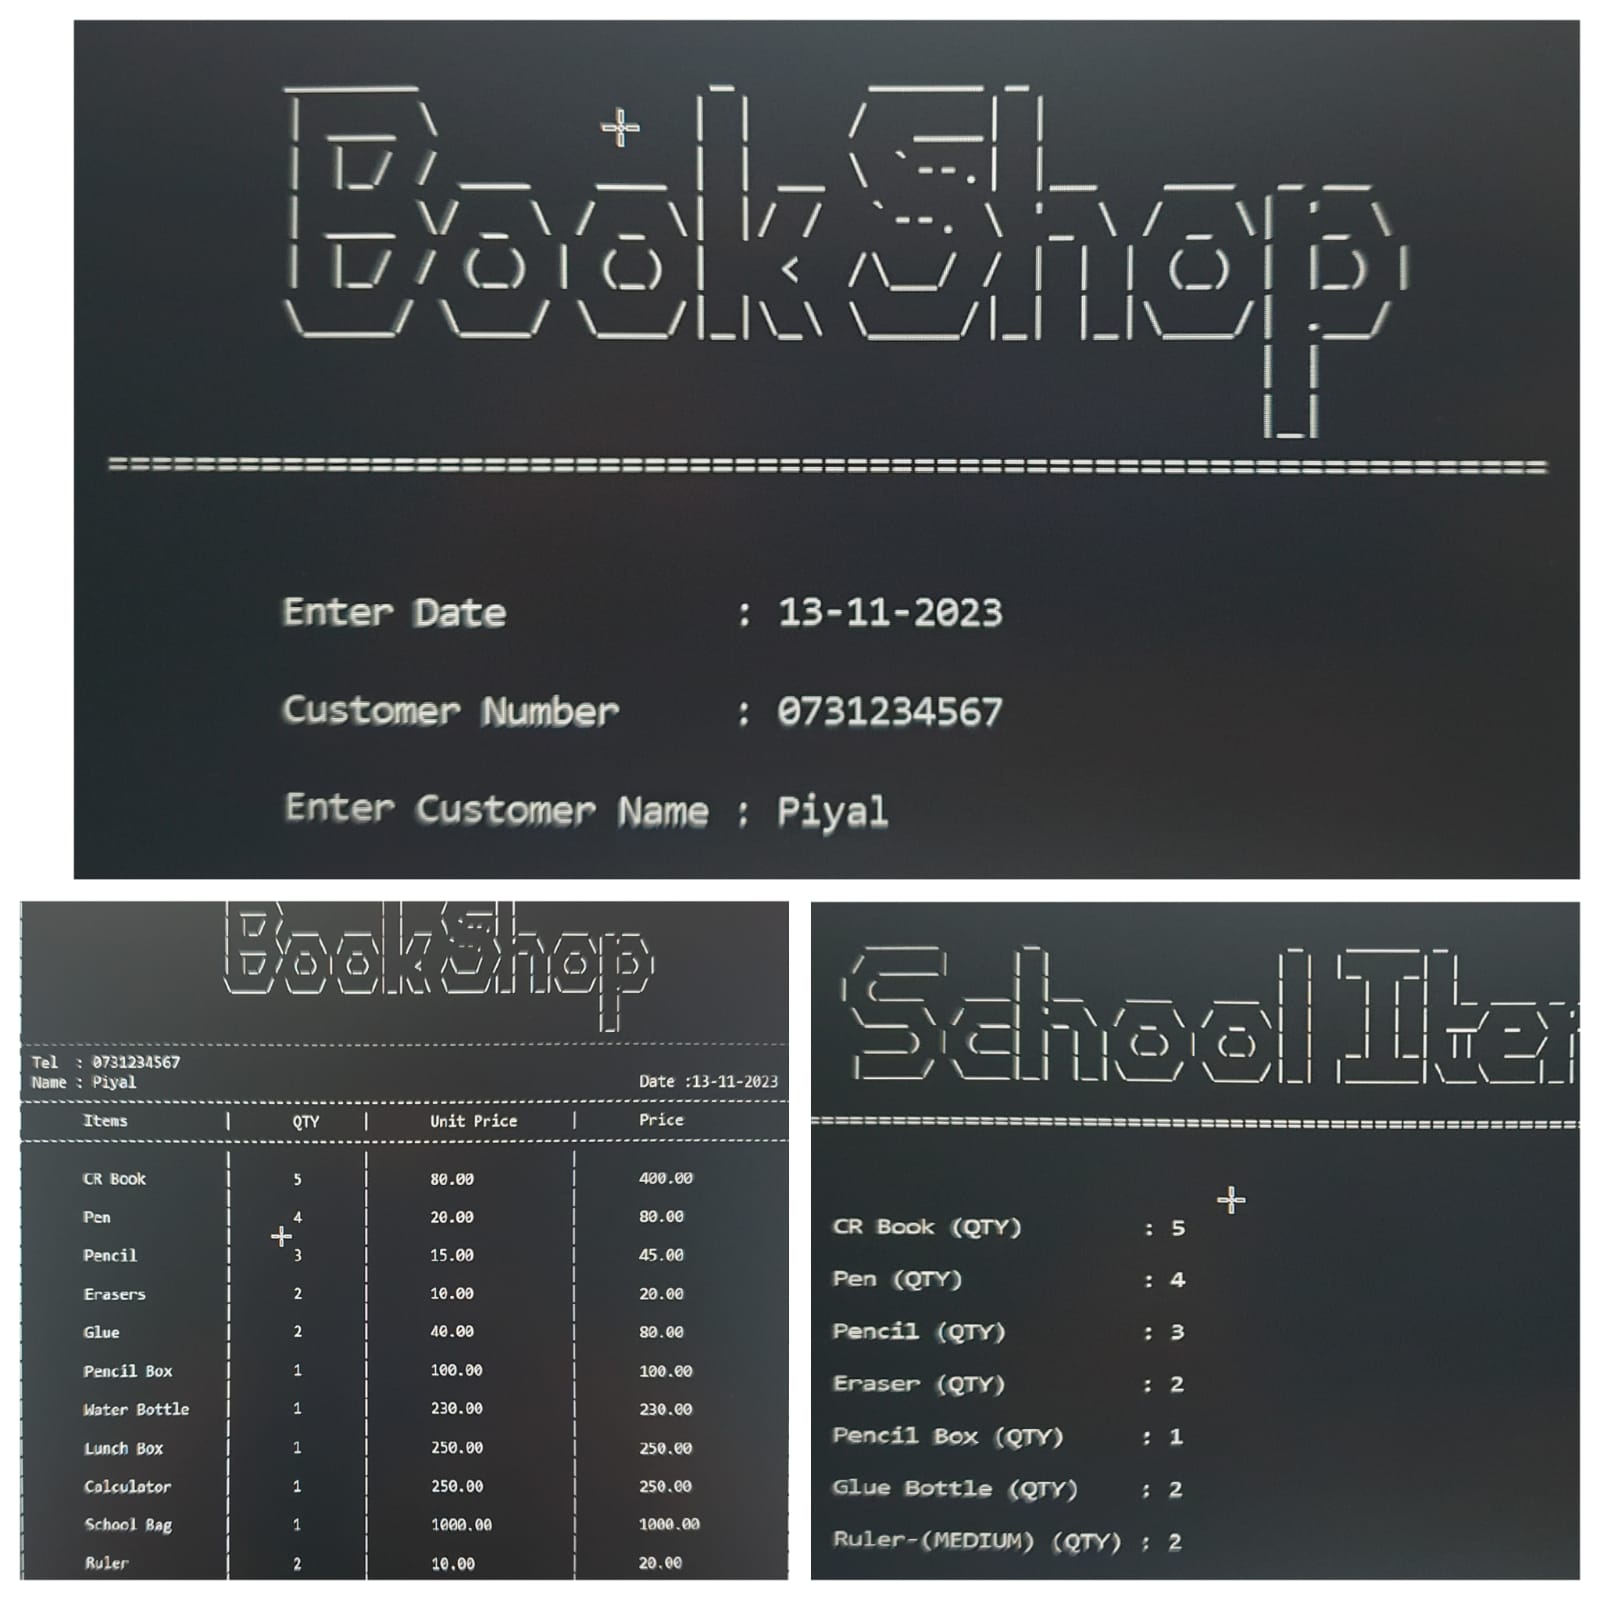 BookShop
Enter Date : 13-11-2023
Customer Number : 0731234567
Enter Customer Name : Piyal
BookShop
Tel : 0731234567
Name : Piyal Date :13-11-2023
Items | QTY | Unit Price | Price
CR Book 5 80.00 400.00
Pen 4 20.00 80.00
Pencil 3 15.00 45.00
Erasers 2 10.00 20.00
Glue 2 40.00 80.00
Pencil Box 1 100.00 100.00
Water Bottle 1 230.00 230.00
Lunch Box 1 250.00 250.00
Calculator 1 250.00 250.00
School Bag 1 1000.00 1000.00
Ruler 2 10.00 20.00
School Iter
CR Book (QTY) : 5
Pen (QTY) : 4
Pencil (QTY) : 3
Eraser (QTY) : 2
Pencil Box (QTY) : 1
Glue Bottle (QTY) : 2
Ruler-(MEDIUM) (QTY) : 2